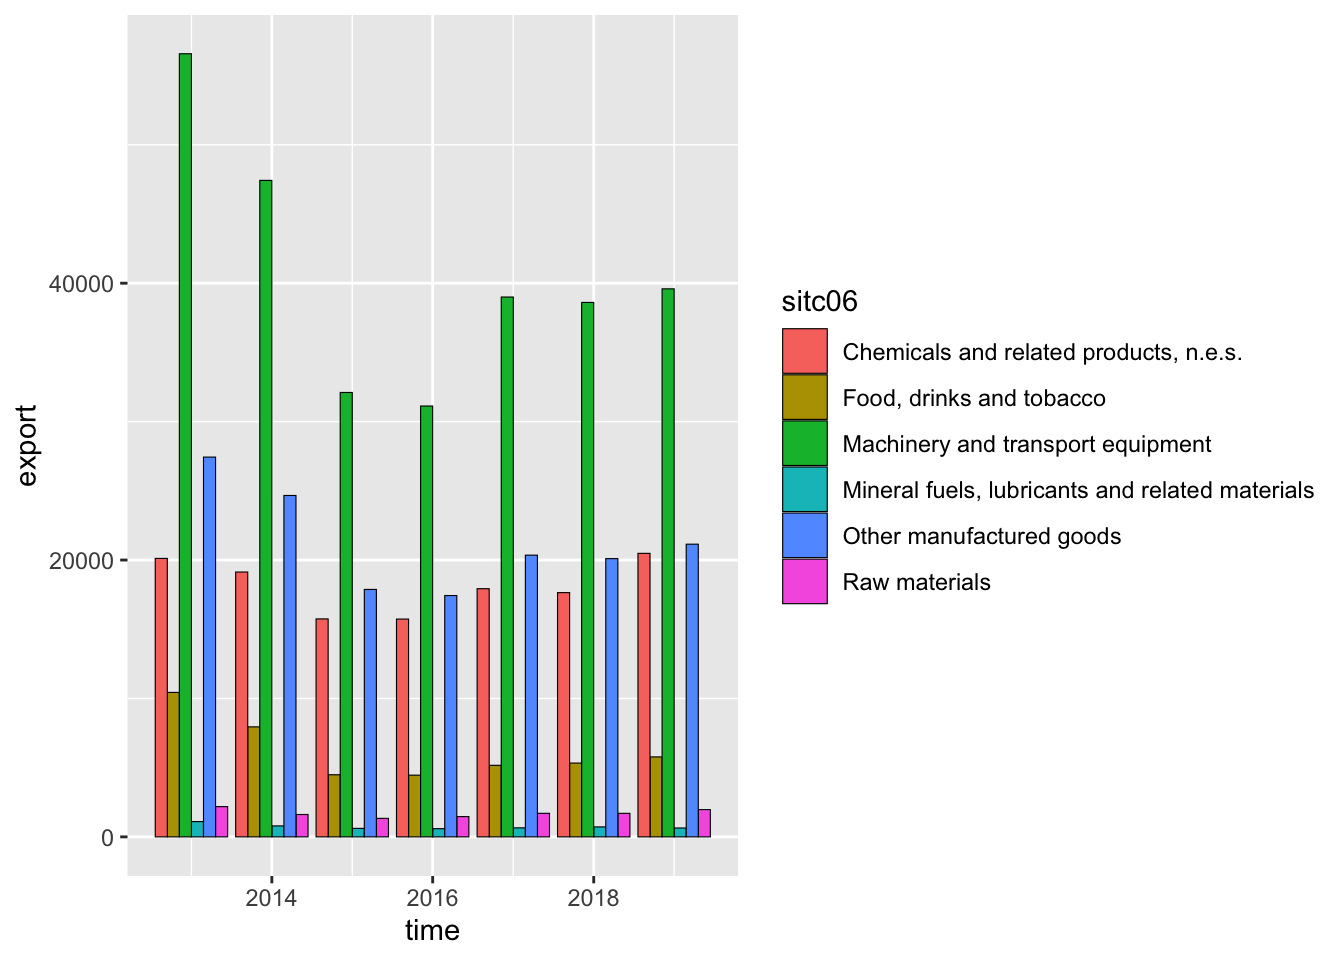 export
40000
20000
0
2014
2016
2018
time
sitc06
Chemicals and related products, n.e.s.
Food, drinks and tobacco
Machinery and transport equipment
Mineral fuels, lubricants and related materials
Other manufactured goods
Raw materials